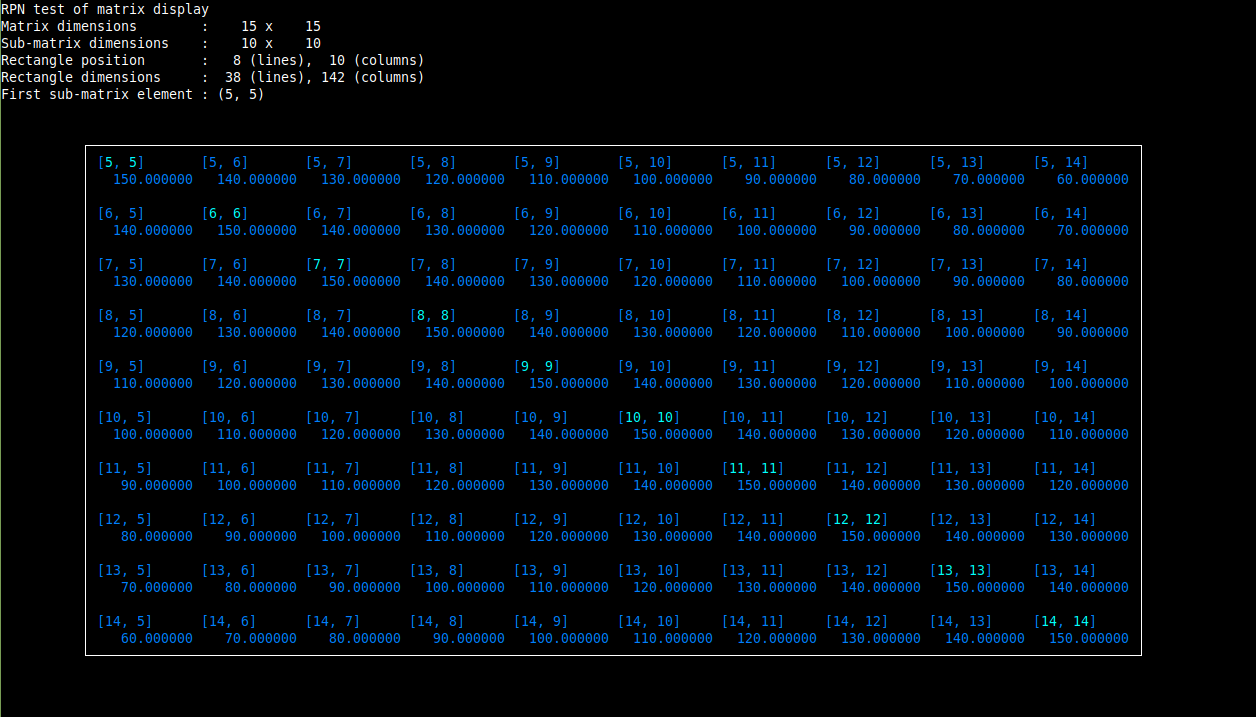 RPN test of matrix display
Matrix dimensions        :    15 x    15
Sub-matrix dimensions    :    10 x    10
Rectangle position       :   8 (lines),  10 (columns)
Rectangle dimensions     :  38 (lines), 142 (columns)
First sub-matrix element : (5, 5)
[5, 5] [5, 6] [5, 7] [5, 8] [5, 9] [5, 10] [5, 11] [5, 12] [5, 13] [5, 14]
150.000000 140.000000 130.000000 120.000000 110.000000 100.000000 90.000000 80.000000 70.000000 60.000000
[6, 5] [6, 6] [6, 7] [6, 8] [6, 9] [6, 10] [6, 11] [6, 12] [6, 13] [6, 14]
140.000000 150.000000 140.000000 130.000000 120.000000 110.000000 100.000000 90.000000 80.000000 70.000000
[7, 5] [7, 6] [7, 7] [7, 8] [7, 9] [7, 10] [7, 11] [7, 12] [7, 13] [7, 14]
130.000000 140.000000 150.000000 140.000000 130.000000 120.000000 110.000000 100.000000 90.000000 80.000000
[8, 5] [8, 6] [8, 7] [8, 8] [8, 9] [8, 10] [8, 11] [8, 12] [8, 13] [8, 14]
120.000000 130.000000 140.000000 150.000000 140.000000 130.000000 120.000000 110.000000 100.000000 90.000000
[9, 5] [9, 6] [9, 7] [9, 8] [9, 9] [9, 10] [9, 11] [9, 12] [9, 13] [9, 14]
110.000000 120.000000 130.000000 140.000000 150.000000 140.000000 130.000000 120.000000 110.000000 100.000000
[10, 5] [10, 6] [10, 7] [10, 8] [10, 9] [10, 10] [10, 11] [10, 12] [10, 13] [10, 14]
100.000000 110.000000 120.000000 130.000000 140.000000 150.000000 140.000000 130.000000 120.000000 110.000000
[11, 5] [11, 6] [11, 7] [11, 8] [11, 9] [11, 10] [11, 11] [11, 12] [11, 13] [11, 14]
90.000000 100.000000 110.000000 120.000000 130.000000 140.000000 150.000000 140.000000 130.000000 120.000000
[12, 5] [12, 6] [12, 7] [12, 8] [12, 9] [12, 10] [12, 11] [12, 12] [12, 13] [12, 14]
80.000000 90.000000 100.000000 110.000000 120.000000 130.000000 140.000000 150.000000 140.000000 130.000000
[13, 5] [13, 6] [13, 7] [13, 8] [13, 9] [13, 10] [13, 11] [13, 12] [13, 13] [13, 14]
70.000000 80.000000 90.000000 100.000000 110.000000 120.000000 130.000000 140.000000 150.000000 140.000000
[14, 5] [14, 6] [14, 7] [14, 8] [14, 9] [14, 10] [14, 11] [14, 12] [14, 13] [14, 14]
60.000000 70.000000 80.000000 90.000000 100.000000 110.000000 120.000000 130.000000 140.000000 150.000000